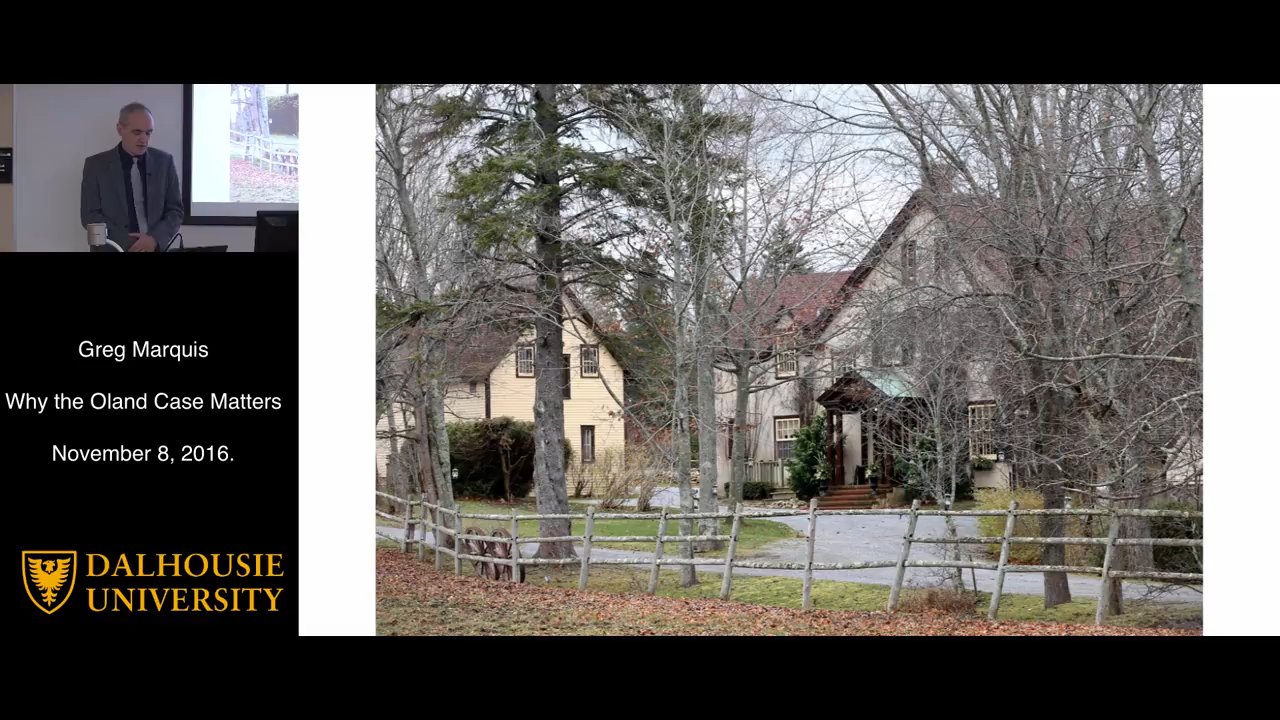 Greg Marquis
Why the Oland Case Matters
November 8, 2016.
DALHOUSIE
UNIVERSITY